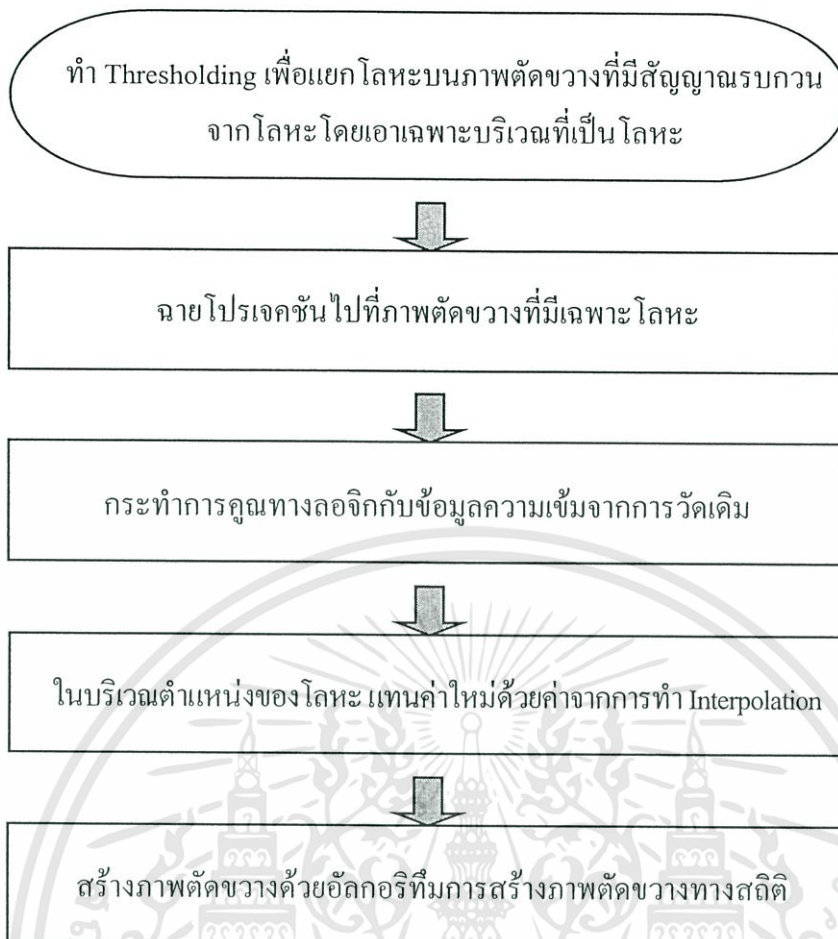 ทำ Thresholding เพื่อแยกโลหะบนภาพตัดขวางที่มีสัญญาณรบกวน
จากโลหะโดยเอาเฉพาะบริเวณที่เป็นโลหะ
ฉายโปรเจคชันไปที่ภาพตัดขวางที่มีเฉพาะโลหะ
กระทำการคูณทางลอจิกกับข้อมูลความเข้มจากการวัดเดิม
ในบริเวณตำแหน่งของโลหะ แทนค่าใหม่ด้วยค่าจากการทำ Interpolation
สร้างภาพตัดขวางด้วยอัลกอริทึมการสร้างภาพตัดขวางทางสถิติ